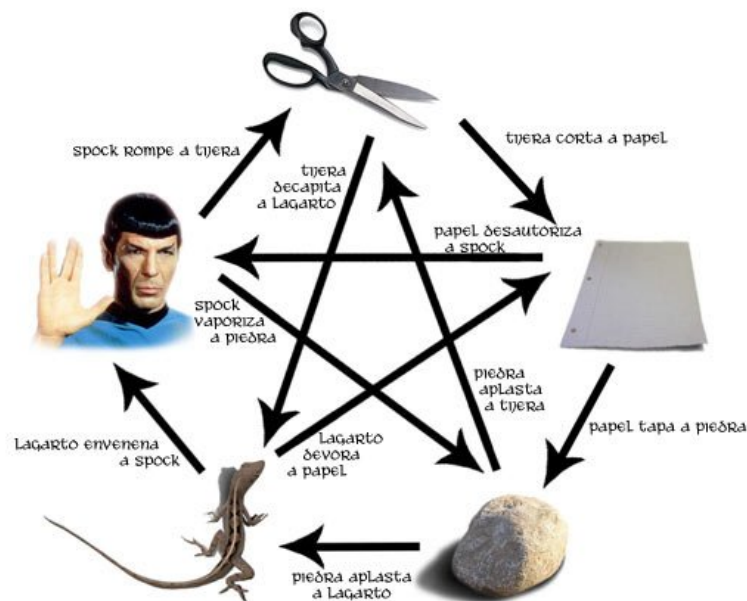 spock rompe a tijera
tijera corta a papel
tijera
decapita
a lagarto
papel desautoriza
a spock
spock
vaporiza
a piedra
piedra
aplasta
a tijera
papel tapa a piedra
lagarto envenena
a spock
lagarto
devora
a papel
piedra aplasta
a lagarto